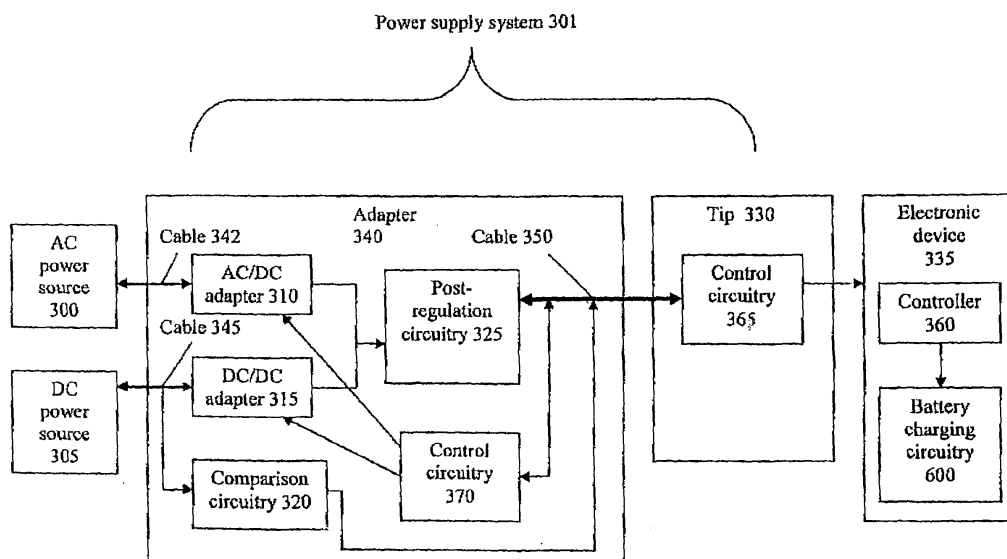 Power supply system 301
AC
power
source
300
Cable 342
Cable 345
DC
power
source
305
Adapter
340
AC/DC
adapter 310
DC/DC
adapter 315
Comparison
circuitry 320
Post-
regulation
circuitry 325
Control
circuitry
370
Cable 350
Tip 330
Control
circuitry
365
Electronic
device
335
Controller
360
Battery
charging
circuitry
600